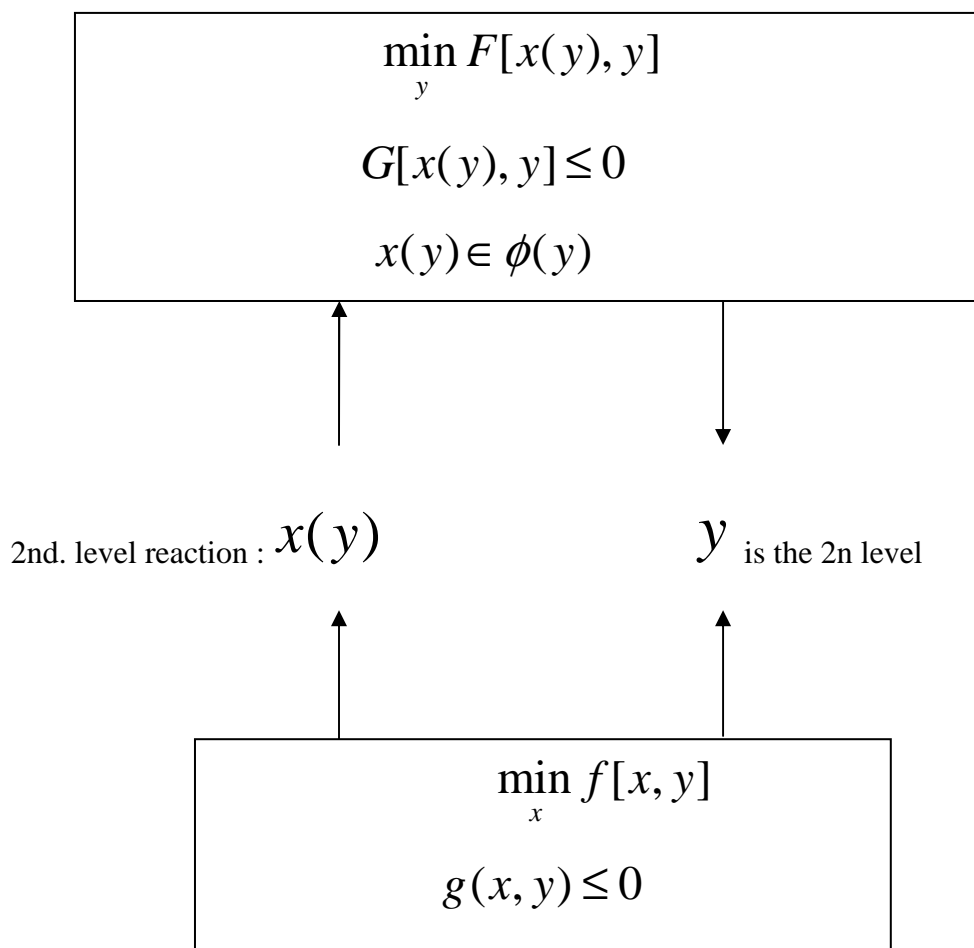 min F[x(y), y]
y
G[x(y), y] ≤ 0
x(y) ∈ ϕ(y)
2nd. level reaction : x(y)
y is the 2n level
min f[x, y]
x
g(x, y) ≤ 0